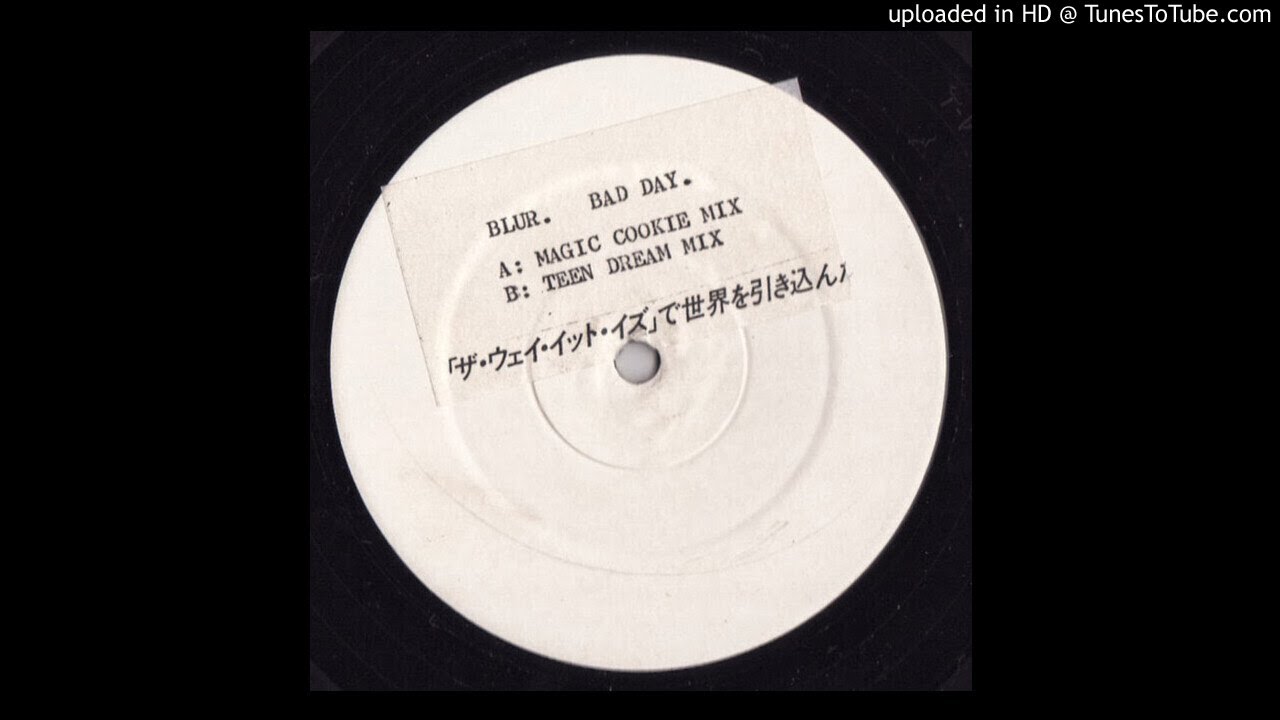 uploaded in HD @ TunesToTube.com
BLUR. BAD DAY.
A: MAGIC COOKIE MIX
B: TEEN DREAM MIX
「ザ・ウェイ・イット・イズ」で世界を引き込ん